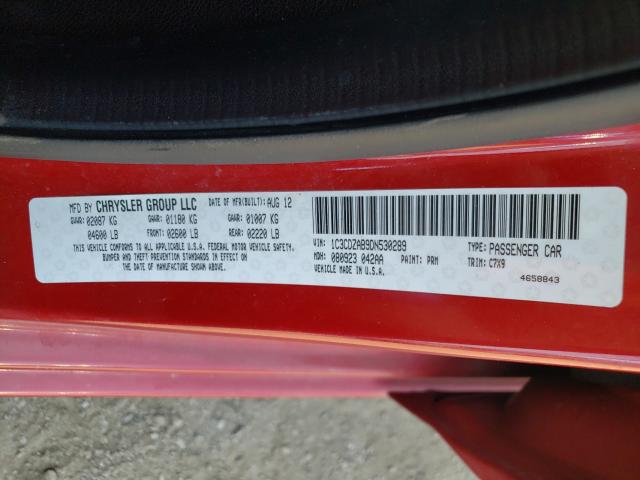 MFD BY CHRYSLER GROUP LLC DATE OF MFR(BUILT): AUG 12
GVWR: 02087 KG GAWR: 01180 KG GAWR: 01007 KG
04600 LB FRONT: 02600 LB REAR: 02220 LB
THIS VEHICLE CONFORMS TO ALL APPLICABLE U.S.A. FEDERAL MOTOR VEHICLE SAFETY,
BUMPER AND THEFT PREVENTION STANDARDS IN EFFECT ON
THE DATE OF MANUFACTURE SHOWN ABOVE.
VIN: 1C3CDZAB9DN530289 TYPE: PASSENGER CAR
MDH: 080923 042AA PAINT: PRM TRIM: C7X9
VEHICLE MADE IN U.S.A.
4658843